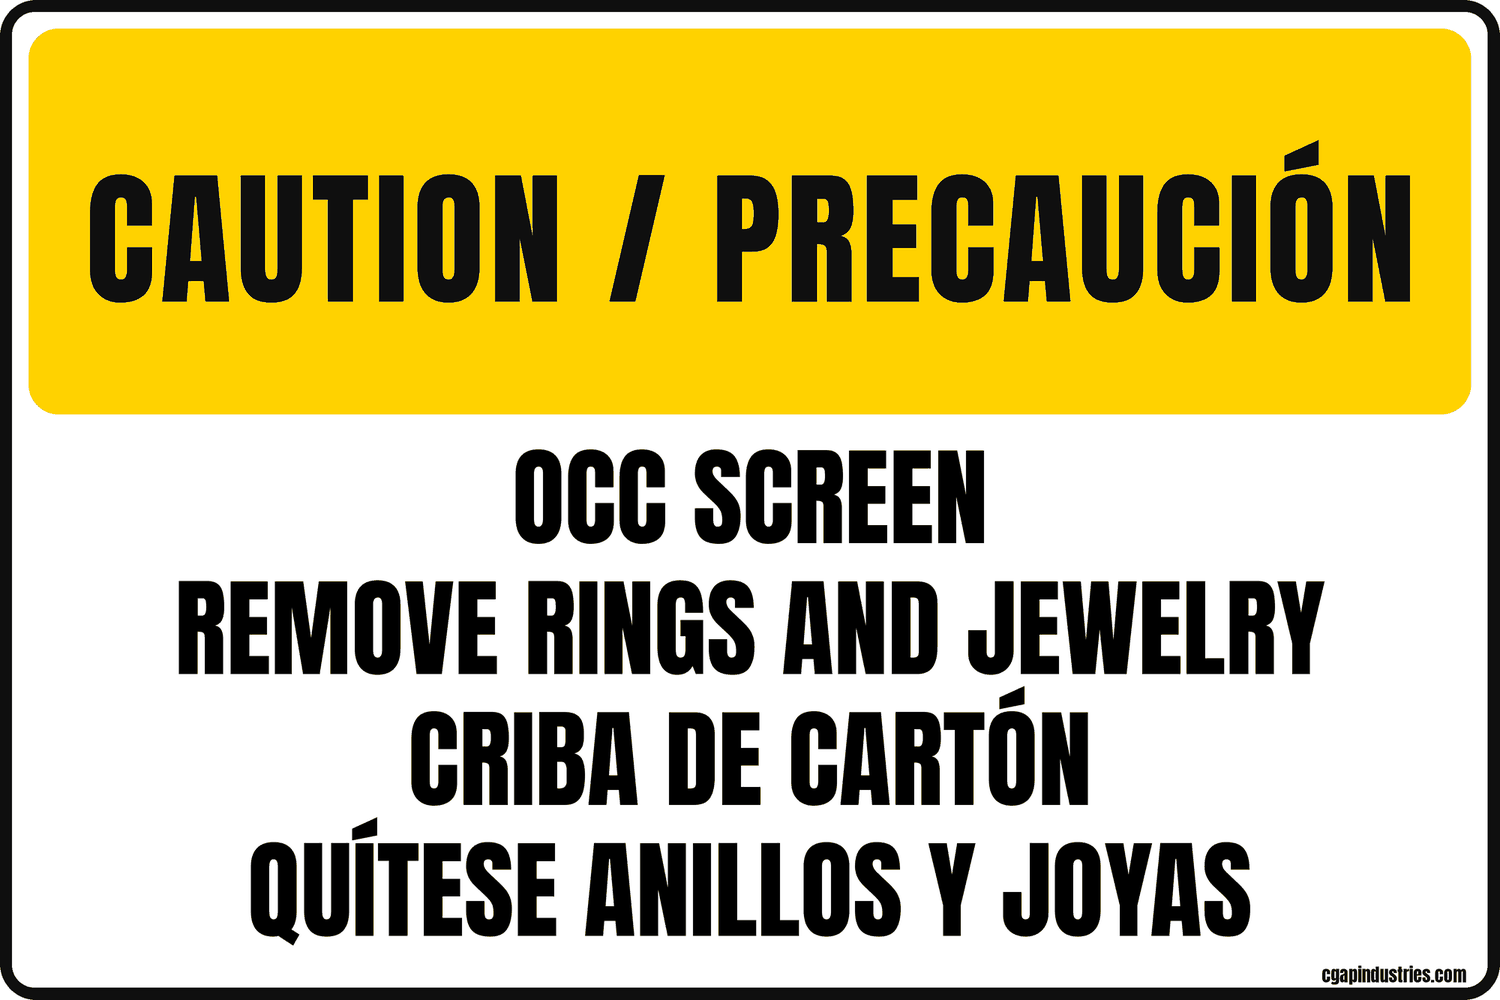 CAUTION / PRECAUCIÓN
OCC SCREEN
REMOVE RINGS AND JEWELRY
CRIBA DE CARTÓN
QUÍTESE ANILLOS Y JOYAS
cgapindustries.com